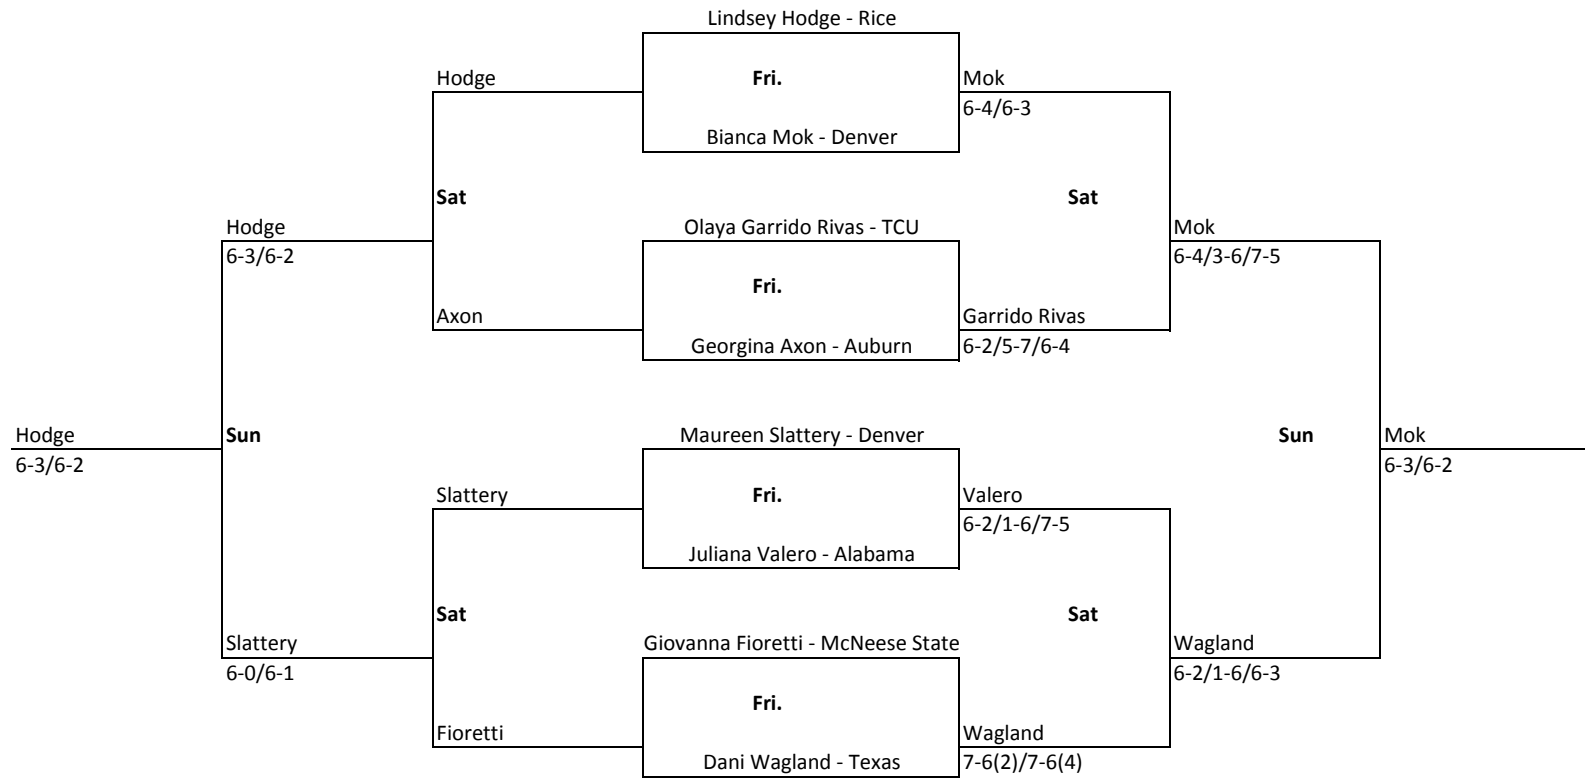 Lindsey Hodge - Rice
Hodge
Fri.
Mok
6-4/6-3
Bianca Mok - Denver
Sat
Sat
Hodge
Olaya Garrido Rivas - TCU
Mok
6-3/6-2
6-4/3-6/7-5
Fri.
Axon
Garrido Rivas
Georgina Axon - Auburn
6-2/5-7/6-4
Hodge
Sun
Maureen Slattery - Denver
Sun
Mok
6-3/6-2
6-3/6-2
Slattery
Fri.
Valero
6-2/1-6/7-5
Juliana Valero - Alabama
Sat
Sat
Slattery
Giovanna Fioretti - McNeese State
Wagland
6-0/6-1
6-2/1-6/6-3
Fri.
Fioretti
Wagland
Dani Wagland - Texas
7-6(2)/7-6(4)